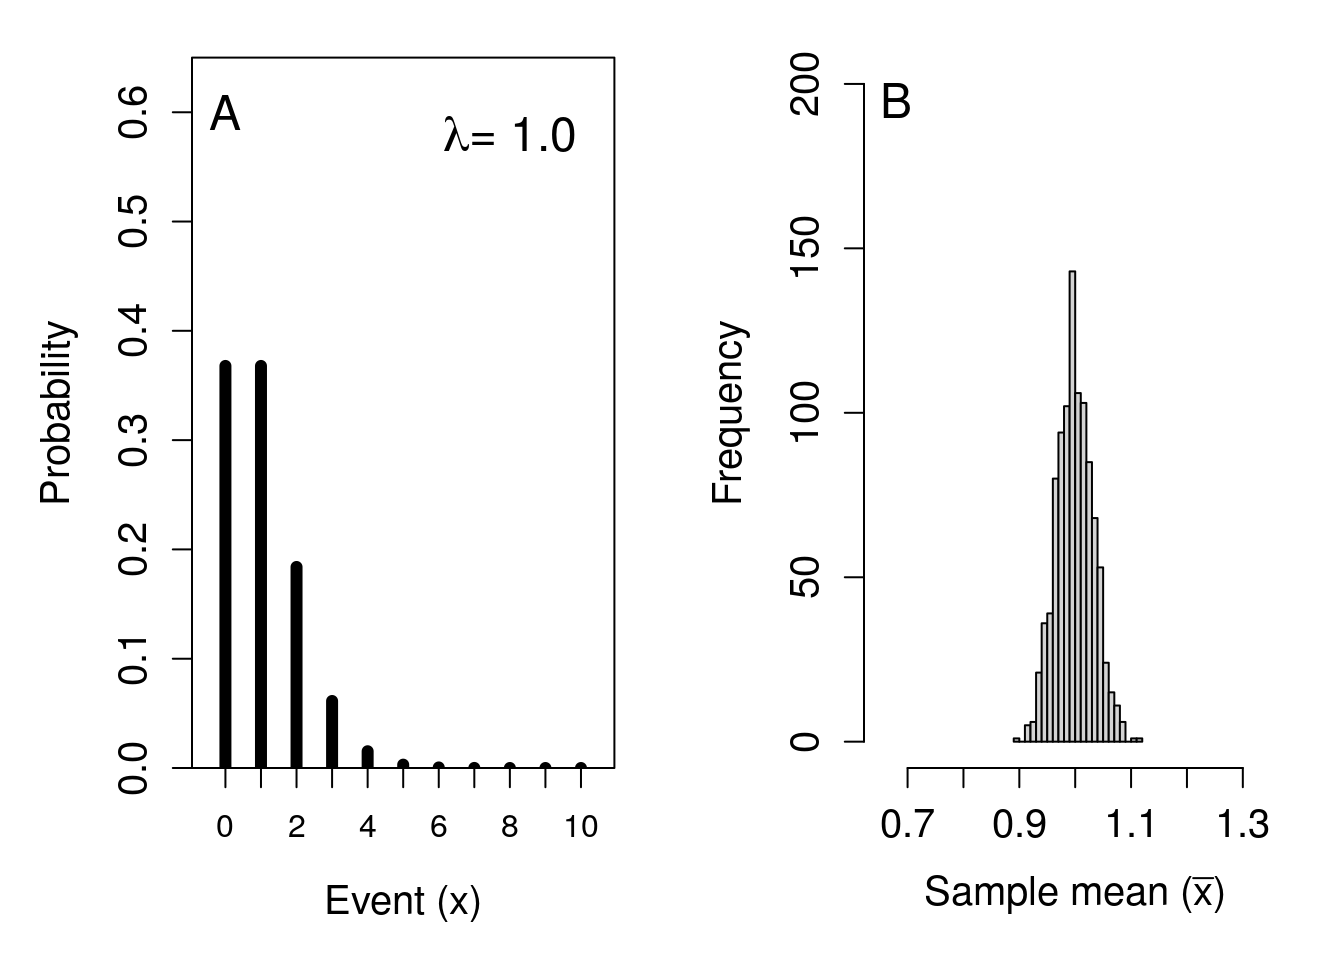 A
λ= 1.0
Probability
0.0
0.1
0.2
0.3
0.4
0.5
0.6
0 2 4 6 8 10
Event (x)
B
Frequency
0
50
100
150
200
0.7 0.9 1.1 1.3
Sample mean (x̅)